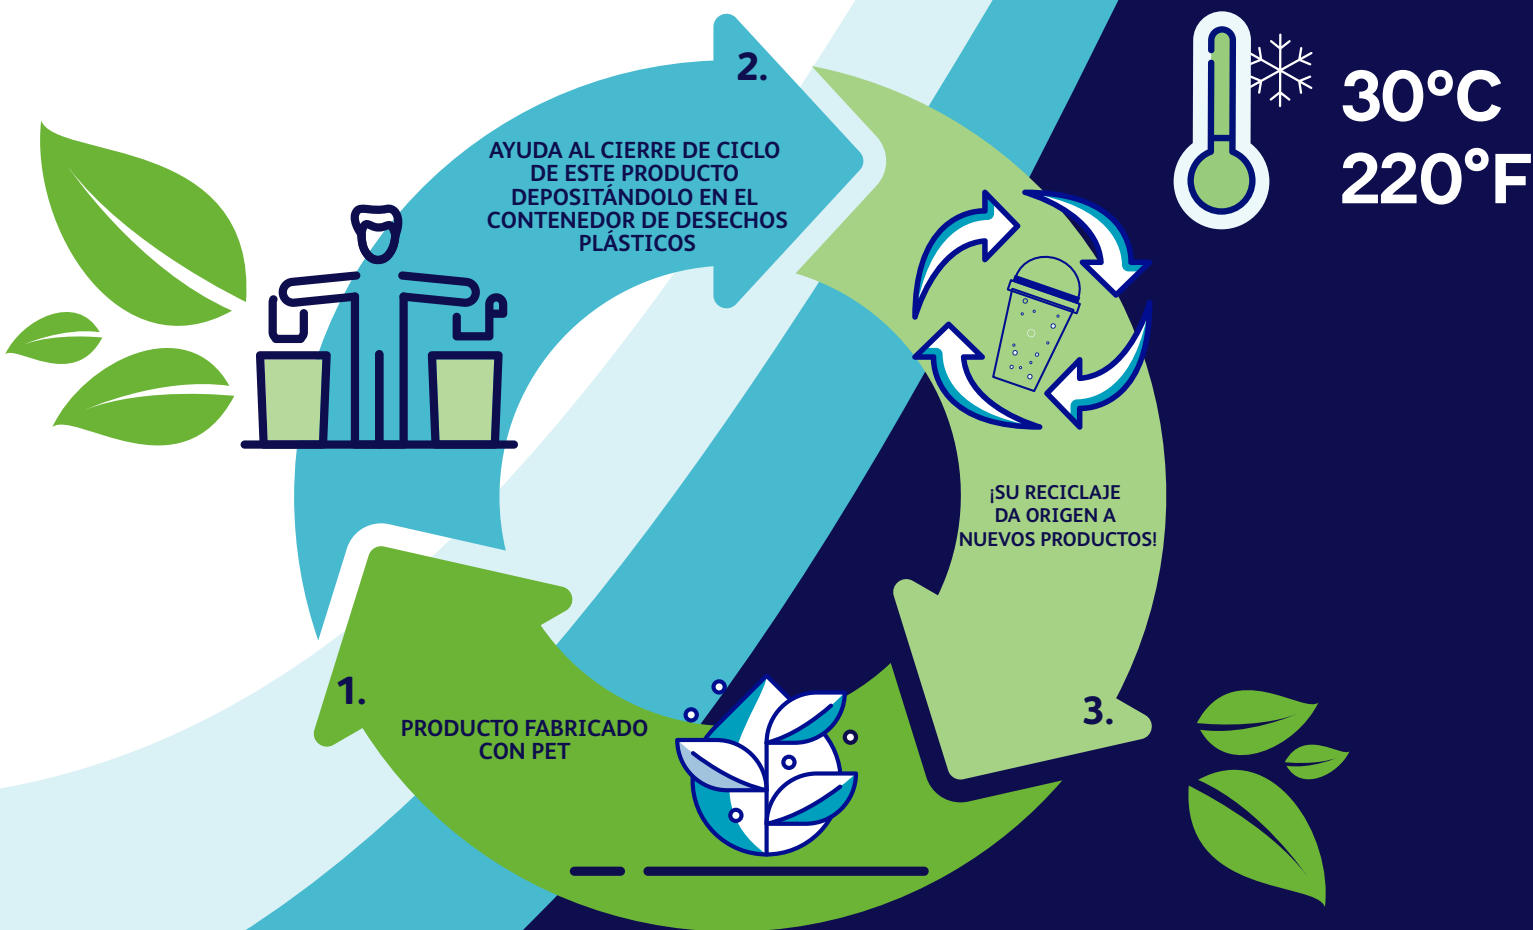 2.
AYUDA AL CIERRE DE CICLO
DE ESTE PRODUCTO
DEPOSITÁNDOLO EN EL
CONTENEDOR DE DESECHOS
PLÁSTICOS
30°C
220°F
¡SU RECICLAJE
DA ORIGEN A
NUEVOS PRODUCTOS!
3.
1.
PRODUCTO FABRICADO
CON PET